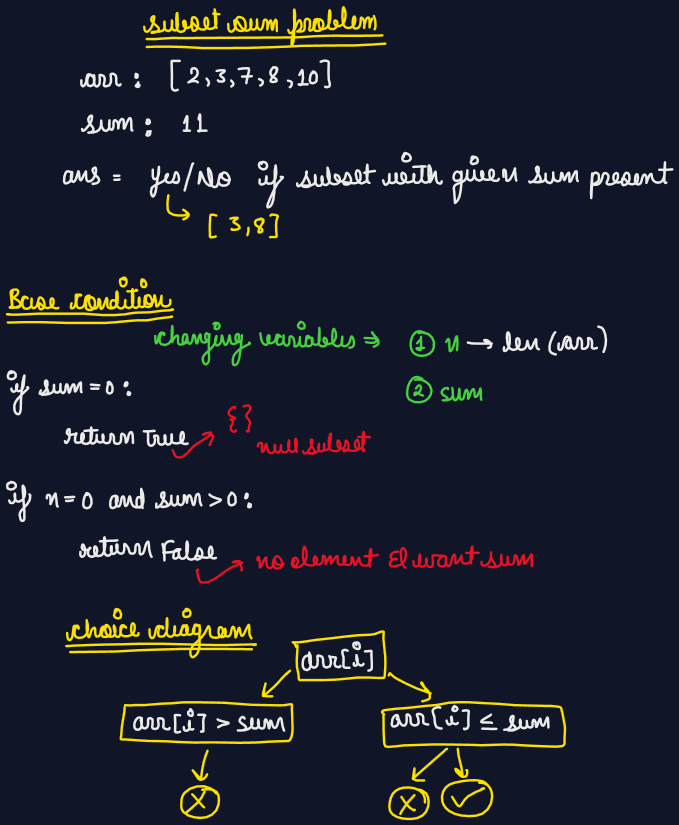 subset sum problem
arr : [2,3,7,8,10]
sum : 11
ans = yes/No if subset with given sum present
[3,8]
Base condition
changing variables ⇒ ① n → len (arr)
② sum
if sum = 0 :
return True
{ }
null subset
if n = 0 and sum > 0 :
return False
no element & want sum
choice diagram
arr[i]
arr[i] > sum
arr[i] ≤ sum